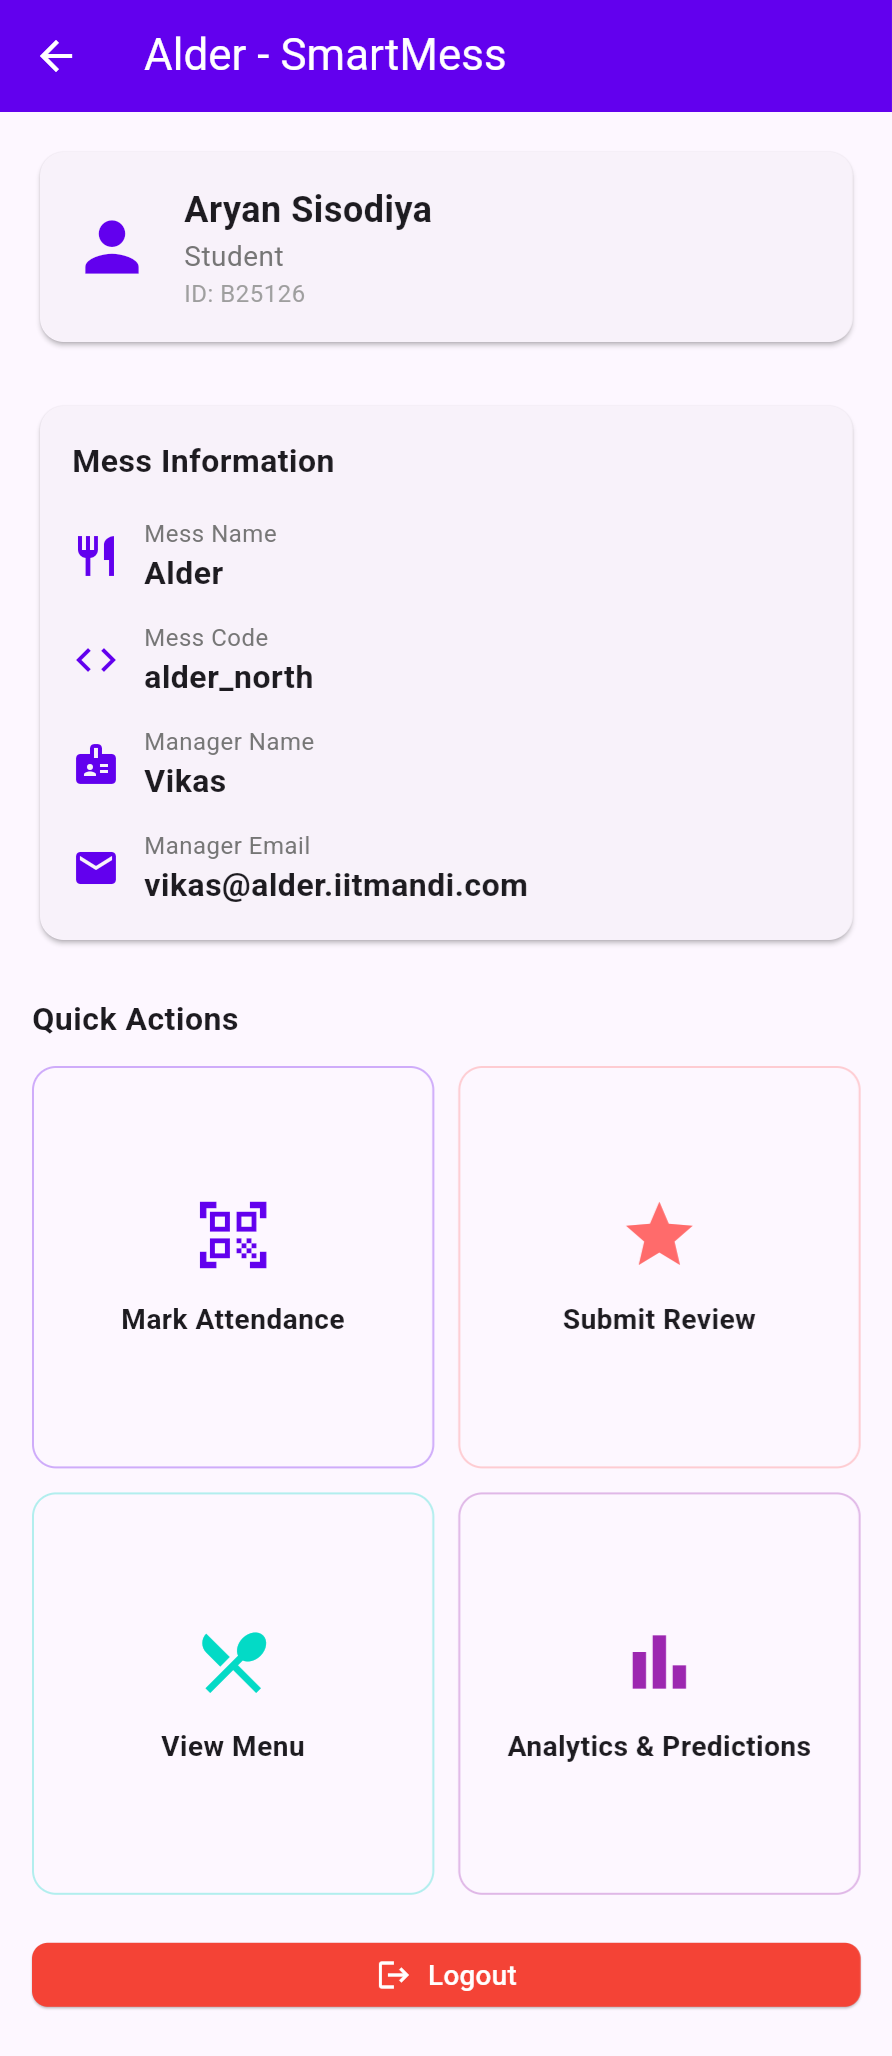 Alder - SmartMess
Aryan Sisodiya
Student
ID: B25126
Mess Information
Mess Name
Alder
Mess Code
alder_north
Manager Name
Vikas
Manager Email
vikas@alder.iitmandi.com
Quick Actions
Mark Attendance
Submit Review
View Menu
Analytics & Predictions
Logout